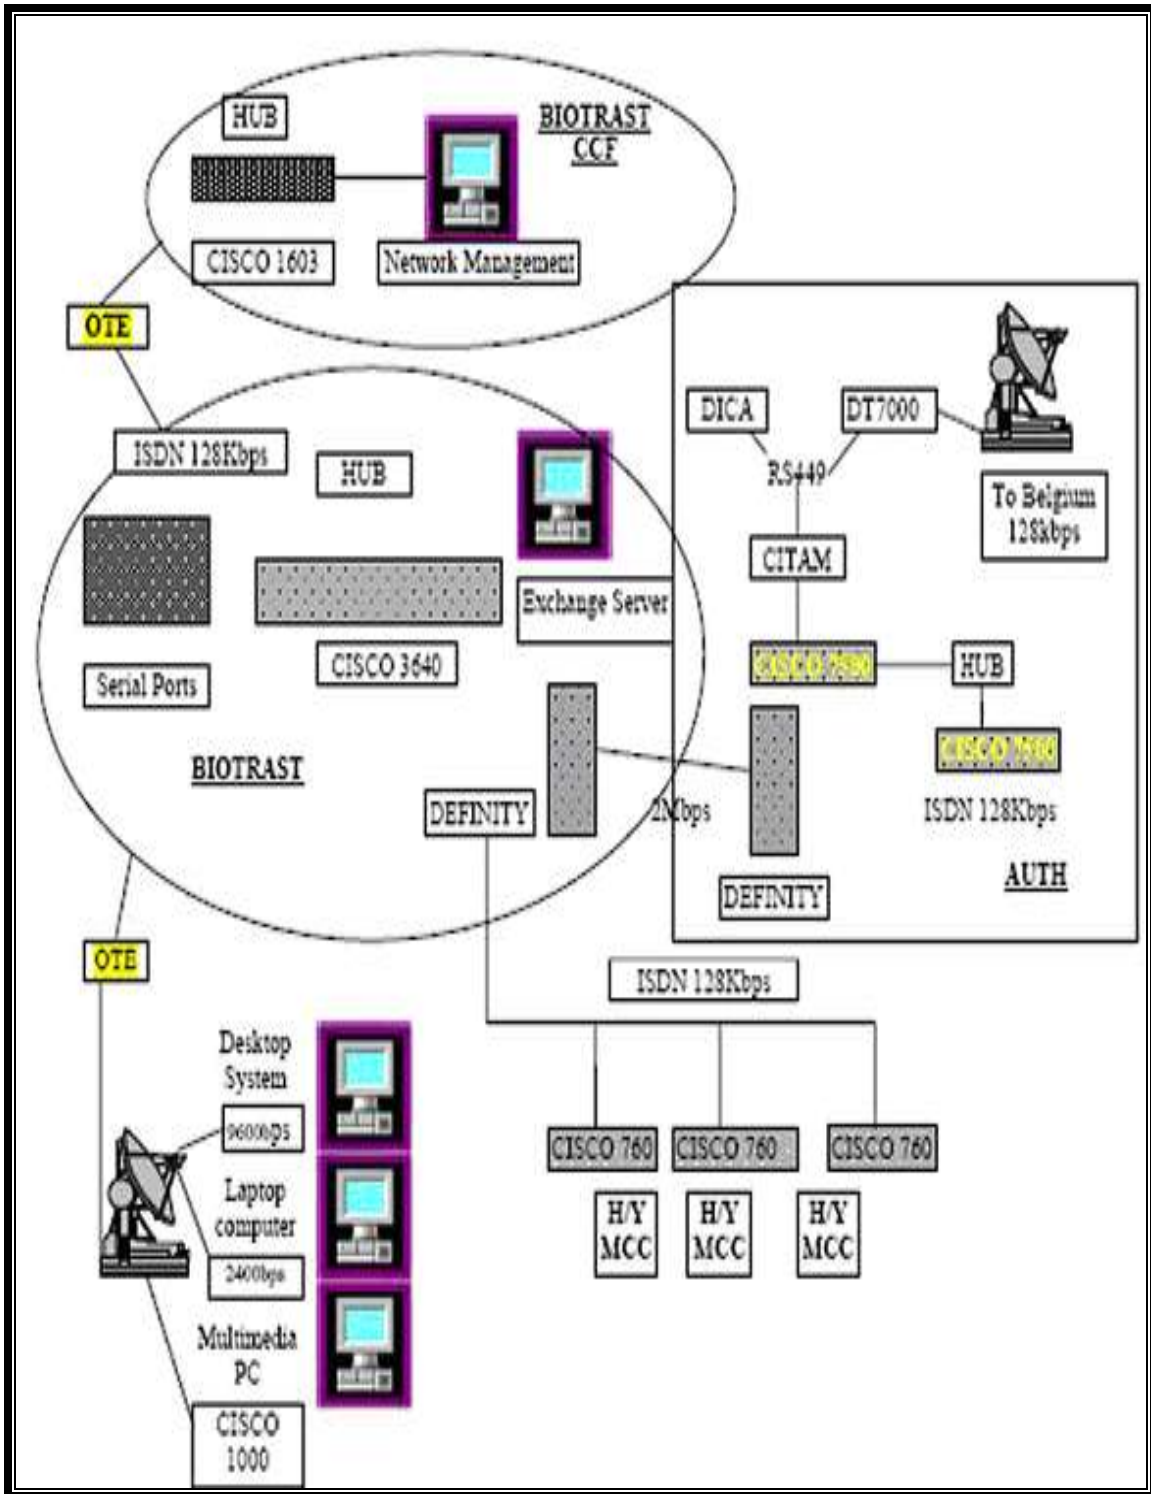 HUB
BIOTRAST
CCF
CISCO 1603
Network Management
OTE
ISDN 128Kbps
HUB
Exchange Server
Serial Ports
CISCO 3640
BIOTRAST
DEFINITY
2Mbps
DICA
DT7000
RS449
To Belgium
128kbps
CITAM
CISCO
HUB
CISCO
ISDN 128Kbps
AUTH
DEFINITY
OTE
ISDN 128Kbps
Desktop
System
9600bps
Laptop
computer
2400bps
Multimedia
PC
CISCO
1000
CISCO 760
CISCO 760
CISCO 760
H/Y
MCC
H/Y
MCC
H/Y
MCC